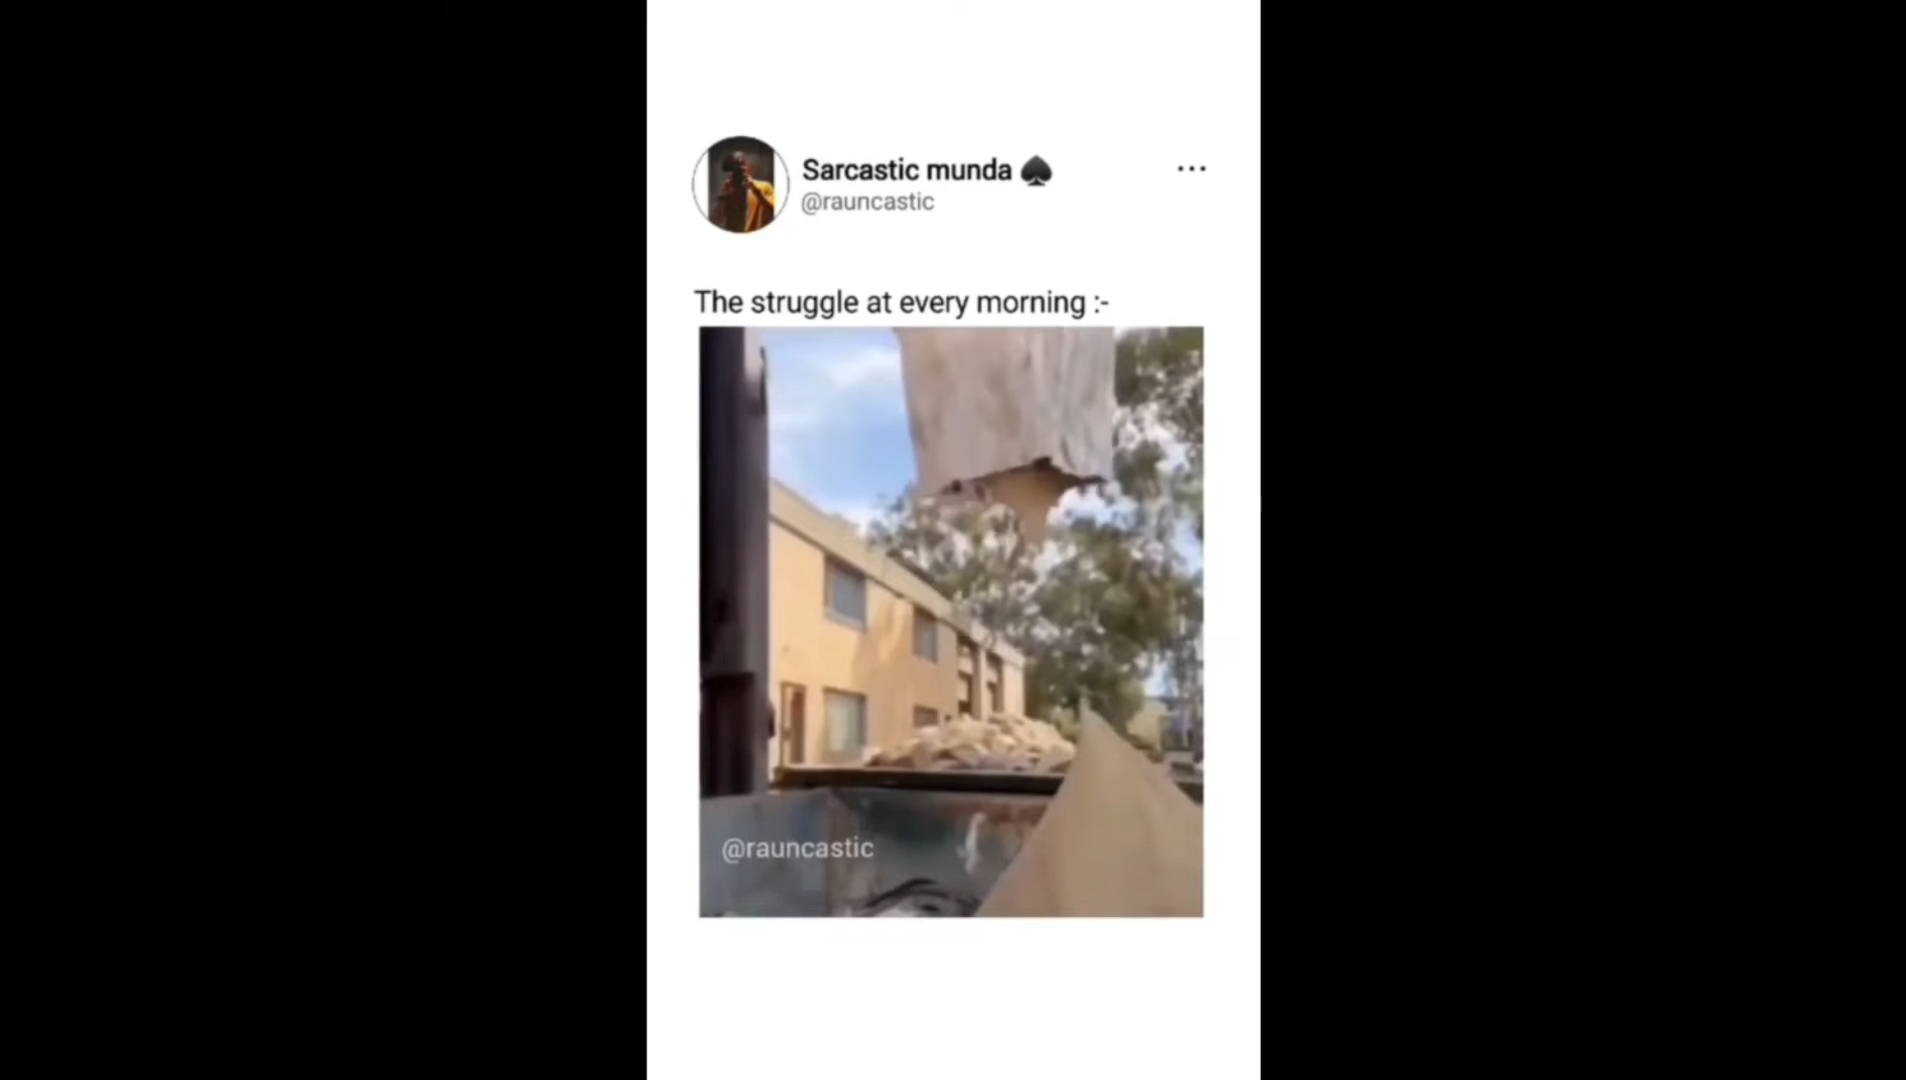 Sarcastic munda ♠
@rauncastic
The struggle at every morning :-
@rauncastic